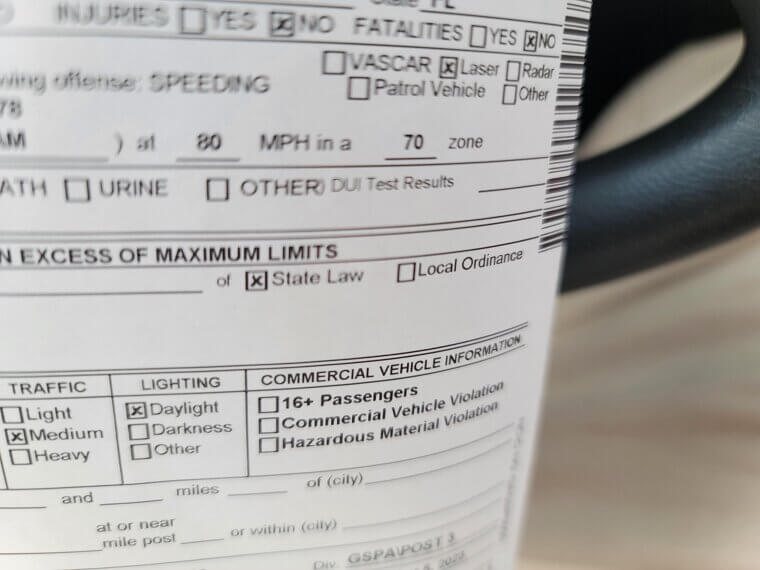 State FL
INJURIES ☐YES ☒NO FATALITIES ☐YES ☒NO
wing offense: SPEEDING ☐VASCAR ☒Laser ☐Radar
☐Patrol Vehicle ☐Other
78
AM ) at 80 MPH in a 70 zone
ATH ☐ URINE ☐ OTHER) DUI Test Results
N EXCESS OF MAXIMUM LIMITS
of ☒State Law ☐Local Ordinance
TRAFFIC LIGHTING COMMERCIAL VEHICLE INFORMATION
☐Light ☒Daylight ☐16+ Passengers
☒Medium ☐Darkness ☐Commercial Vehicle Violation
☐Heavy ☐Other ☐Hazardous Material Violation
and miles of (city)
at or near
mile post or within (city)
Div. GSPA\POST 3